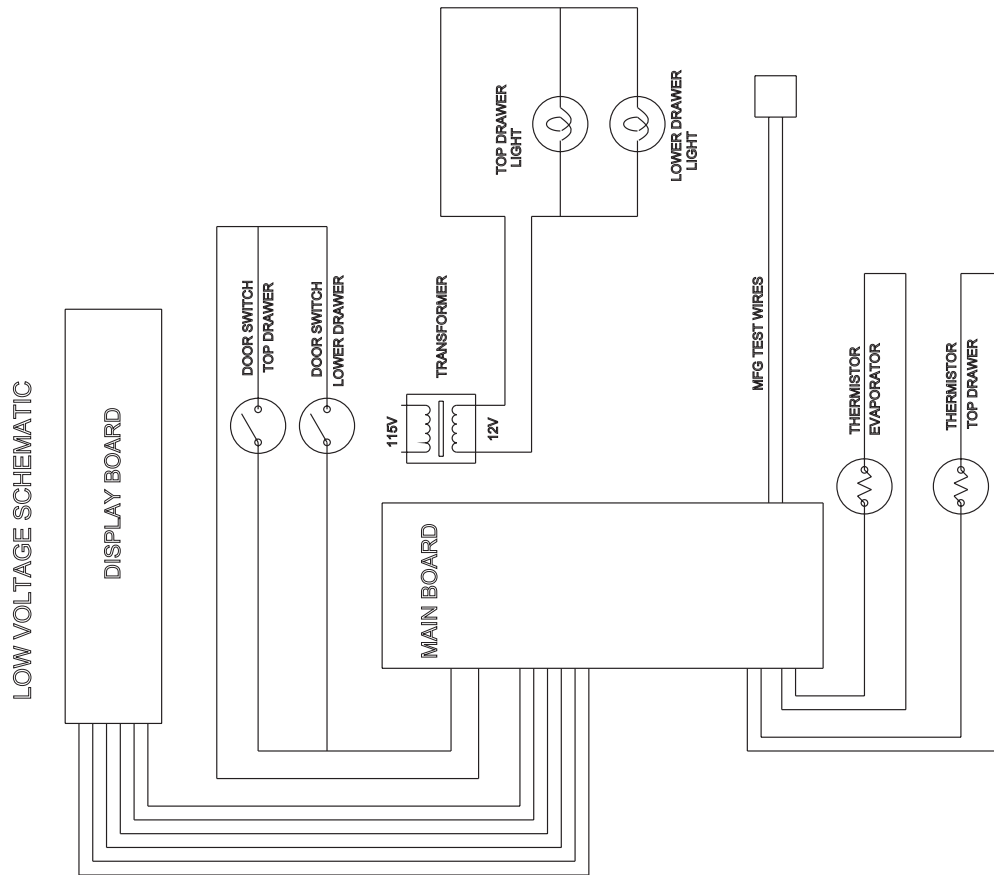 LOW VOLTAGE SCHEMATIC
DISPLAY BOARD
DOOR SWITCH
TOP DRAWER
DOOR SWITCH
LOWER DRAWER
115V
TRANSFORMER
12V
TOP DRAWER
LIGHT
LOWER DRAWER
LIGHT
MAIN BOARD
MFG TEST WIRES
THERMISTOR
EVAPORATOR
THERMISTOR
TOP DRAWER